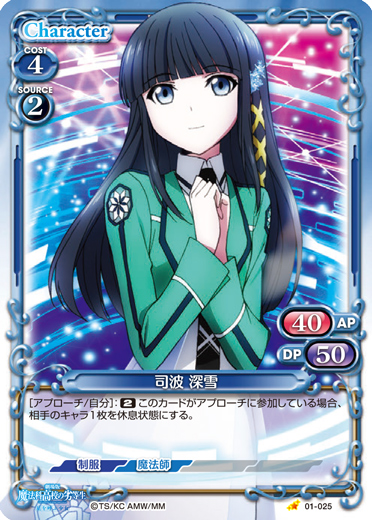 Character
COST
4
SOURCE
2
40 AP
DP 50
司波 深雪
[アプローチ/自分]:2このカードがアプローチに参加している場合、
相手のキャラ1枚を休息状態にする。
制服 魔法師
劇場版
魔法科高校の劣等生
©TS/KC AMW/MM
01-025